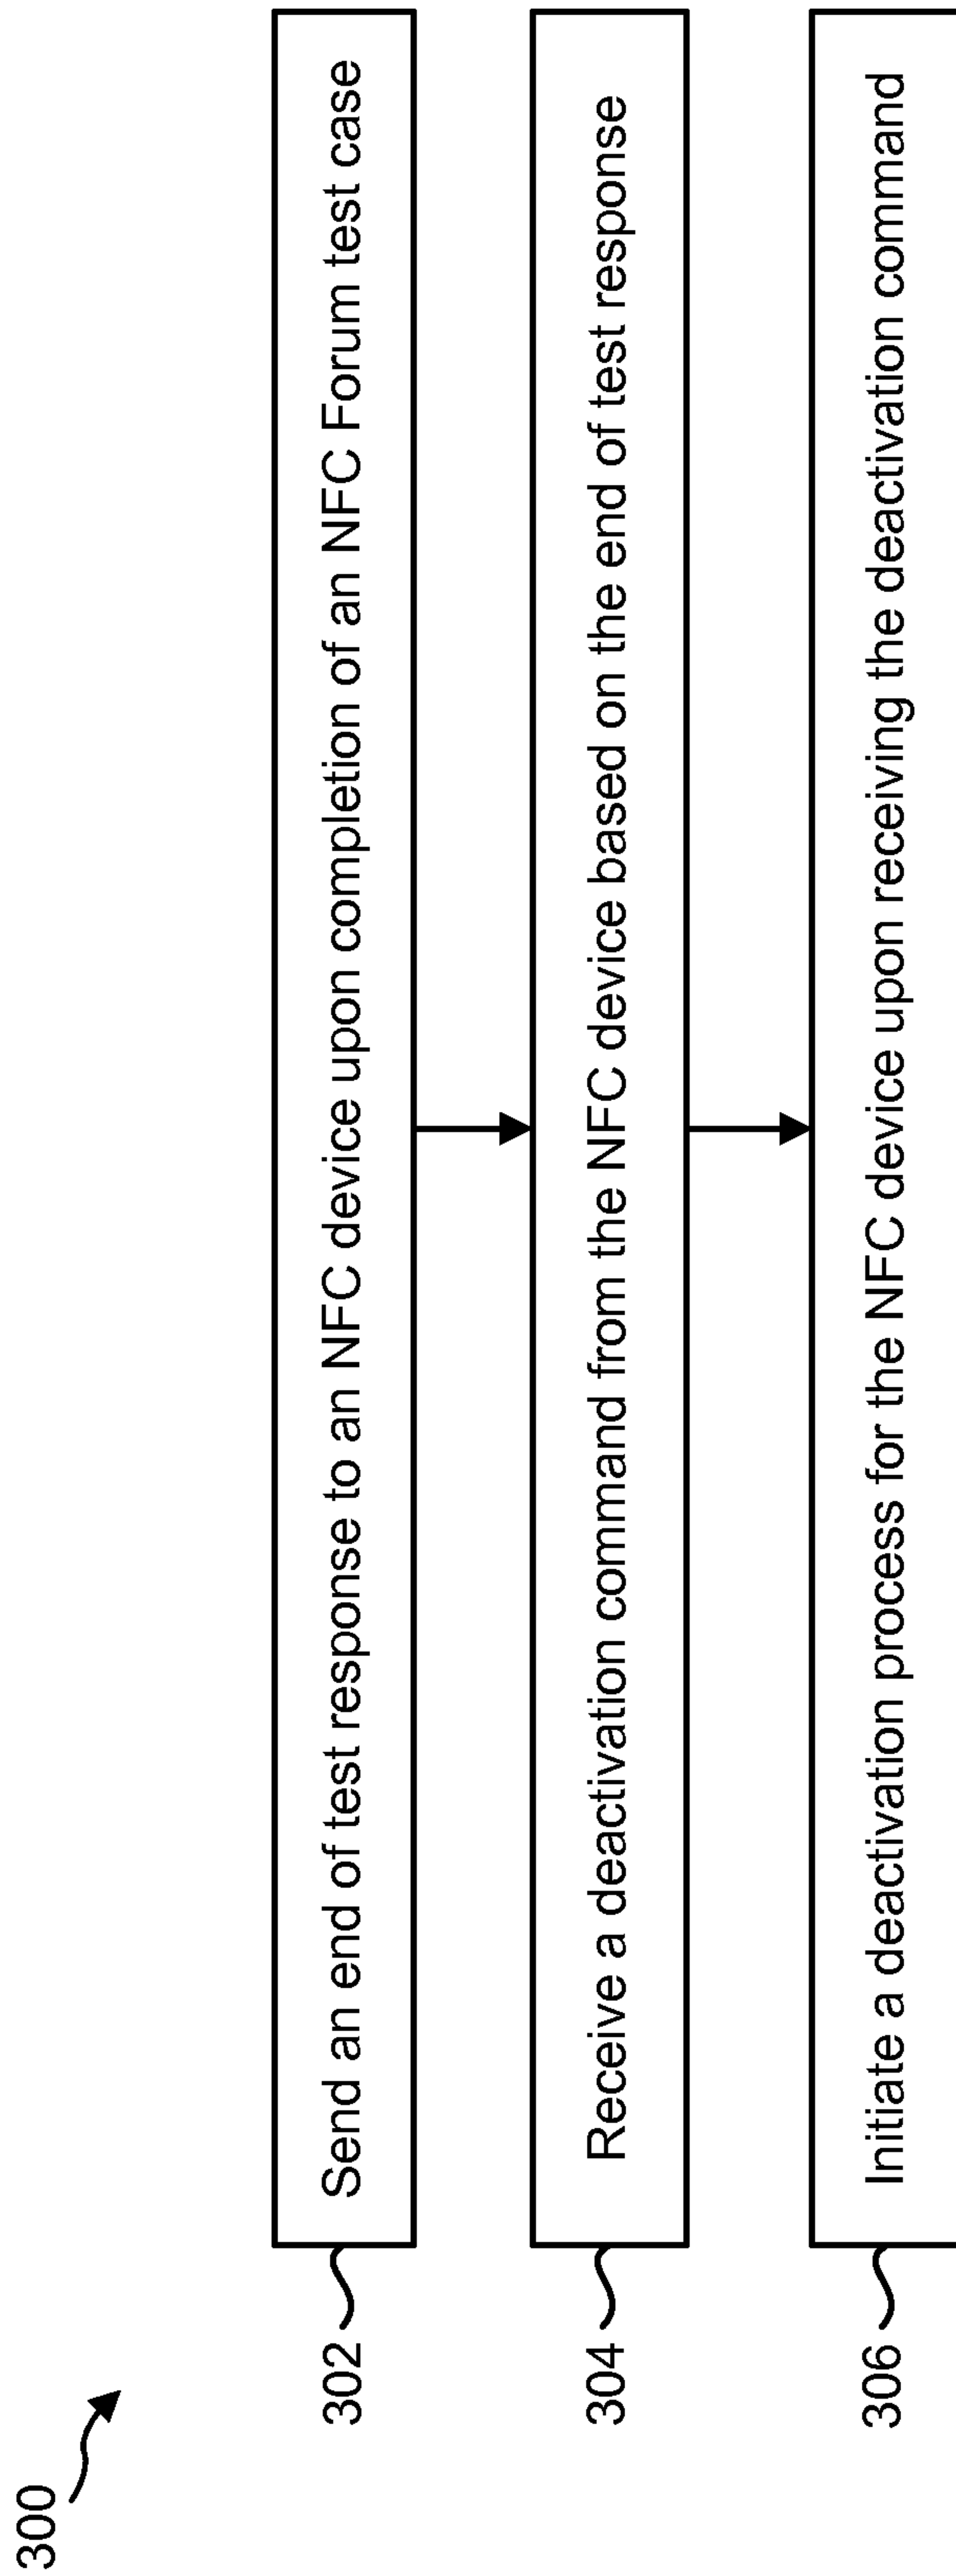 300
302
Send an end of test response to an NFC device upon completion of an NFC Forum test case
304
Receive a deactivation command from the NFC device based on the end of test response
306
Initiate a deactivation process for the NFC device upon receiving the deactivation command